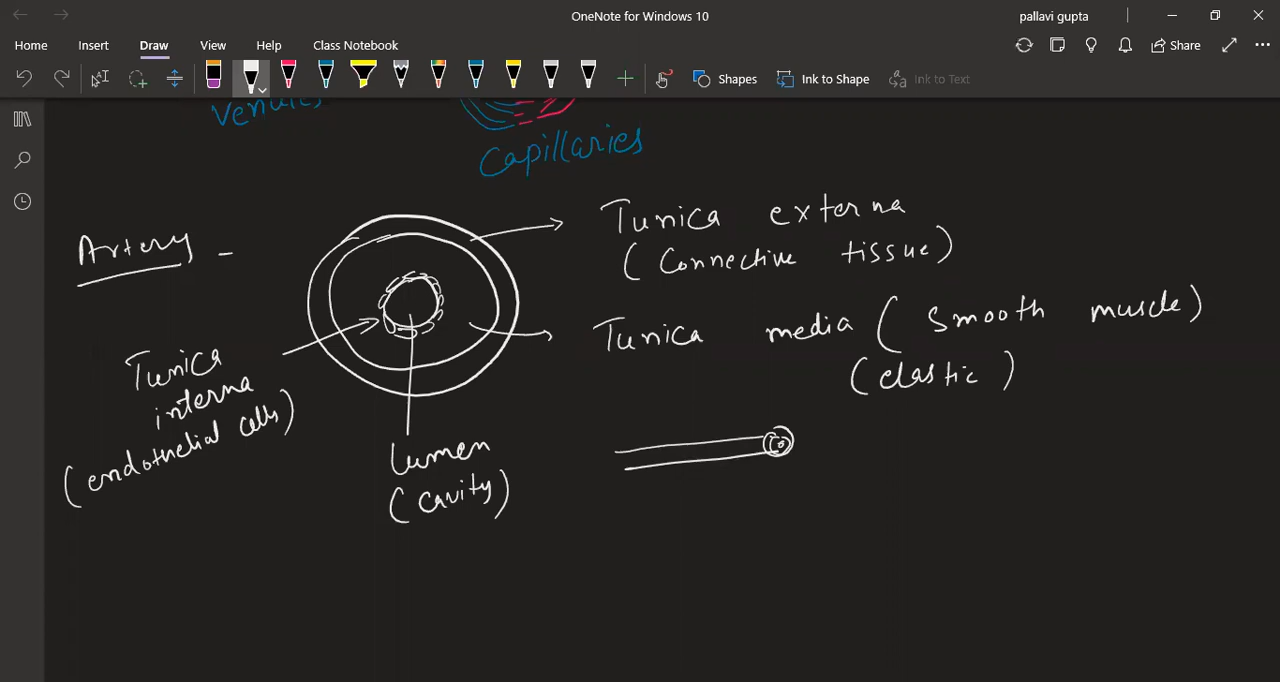 OneNote for Windows 10
pallavi gupta
Home Insert Draw View Help Class Notebook
Share
Shapes Ink to Shape Ink to Text
Venules
Capillaries
Artery -
Tunica externa
(Connective tissue)
Tunica media (Smooth muscle)
(elastic)
Tunica
interna
(endothelial cells)
Lumen
(cavity)